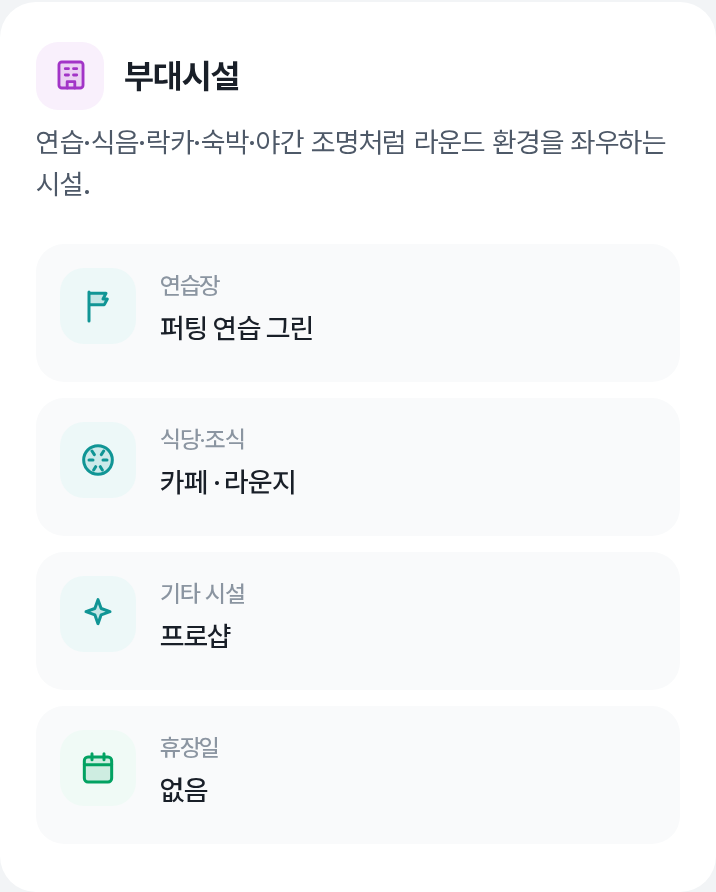 부대시설
연습·식음·락카·숙박·야간 조명처럼 라운드 환경을 좌우하는
시설.
연습장
퍼팅 연습 그린
식당·조식
카페 · 라운지
기타 시설
프로샵
휴장일
없음